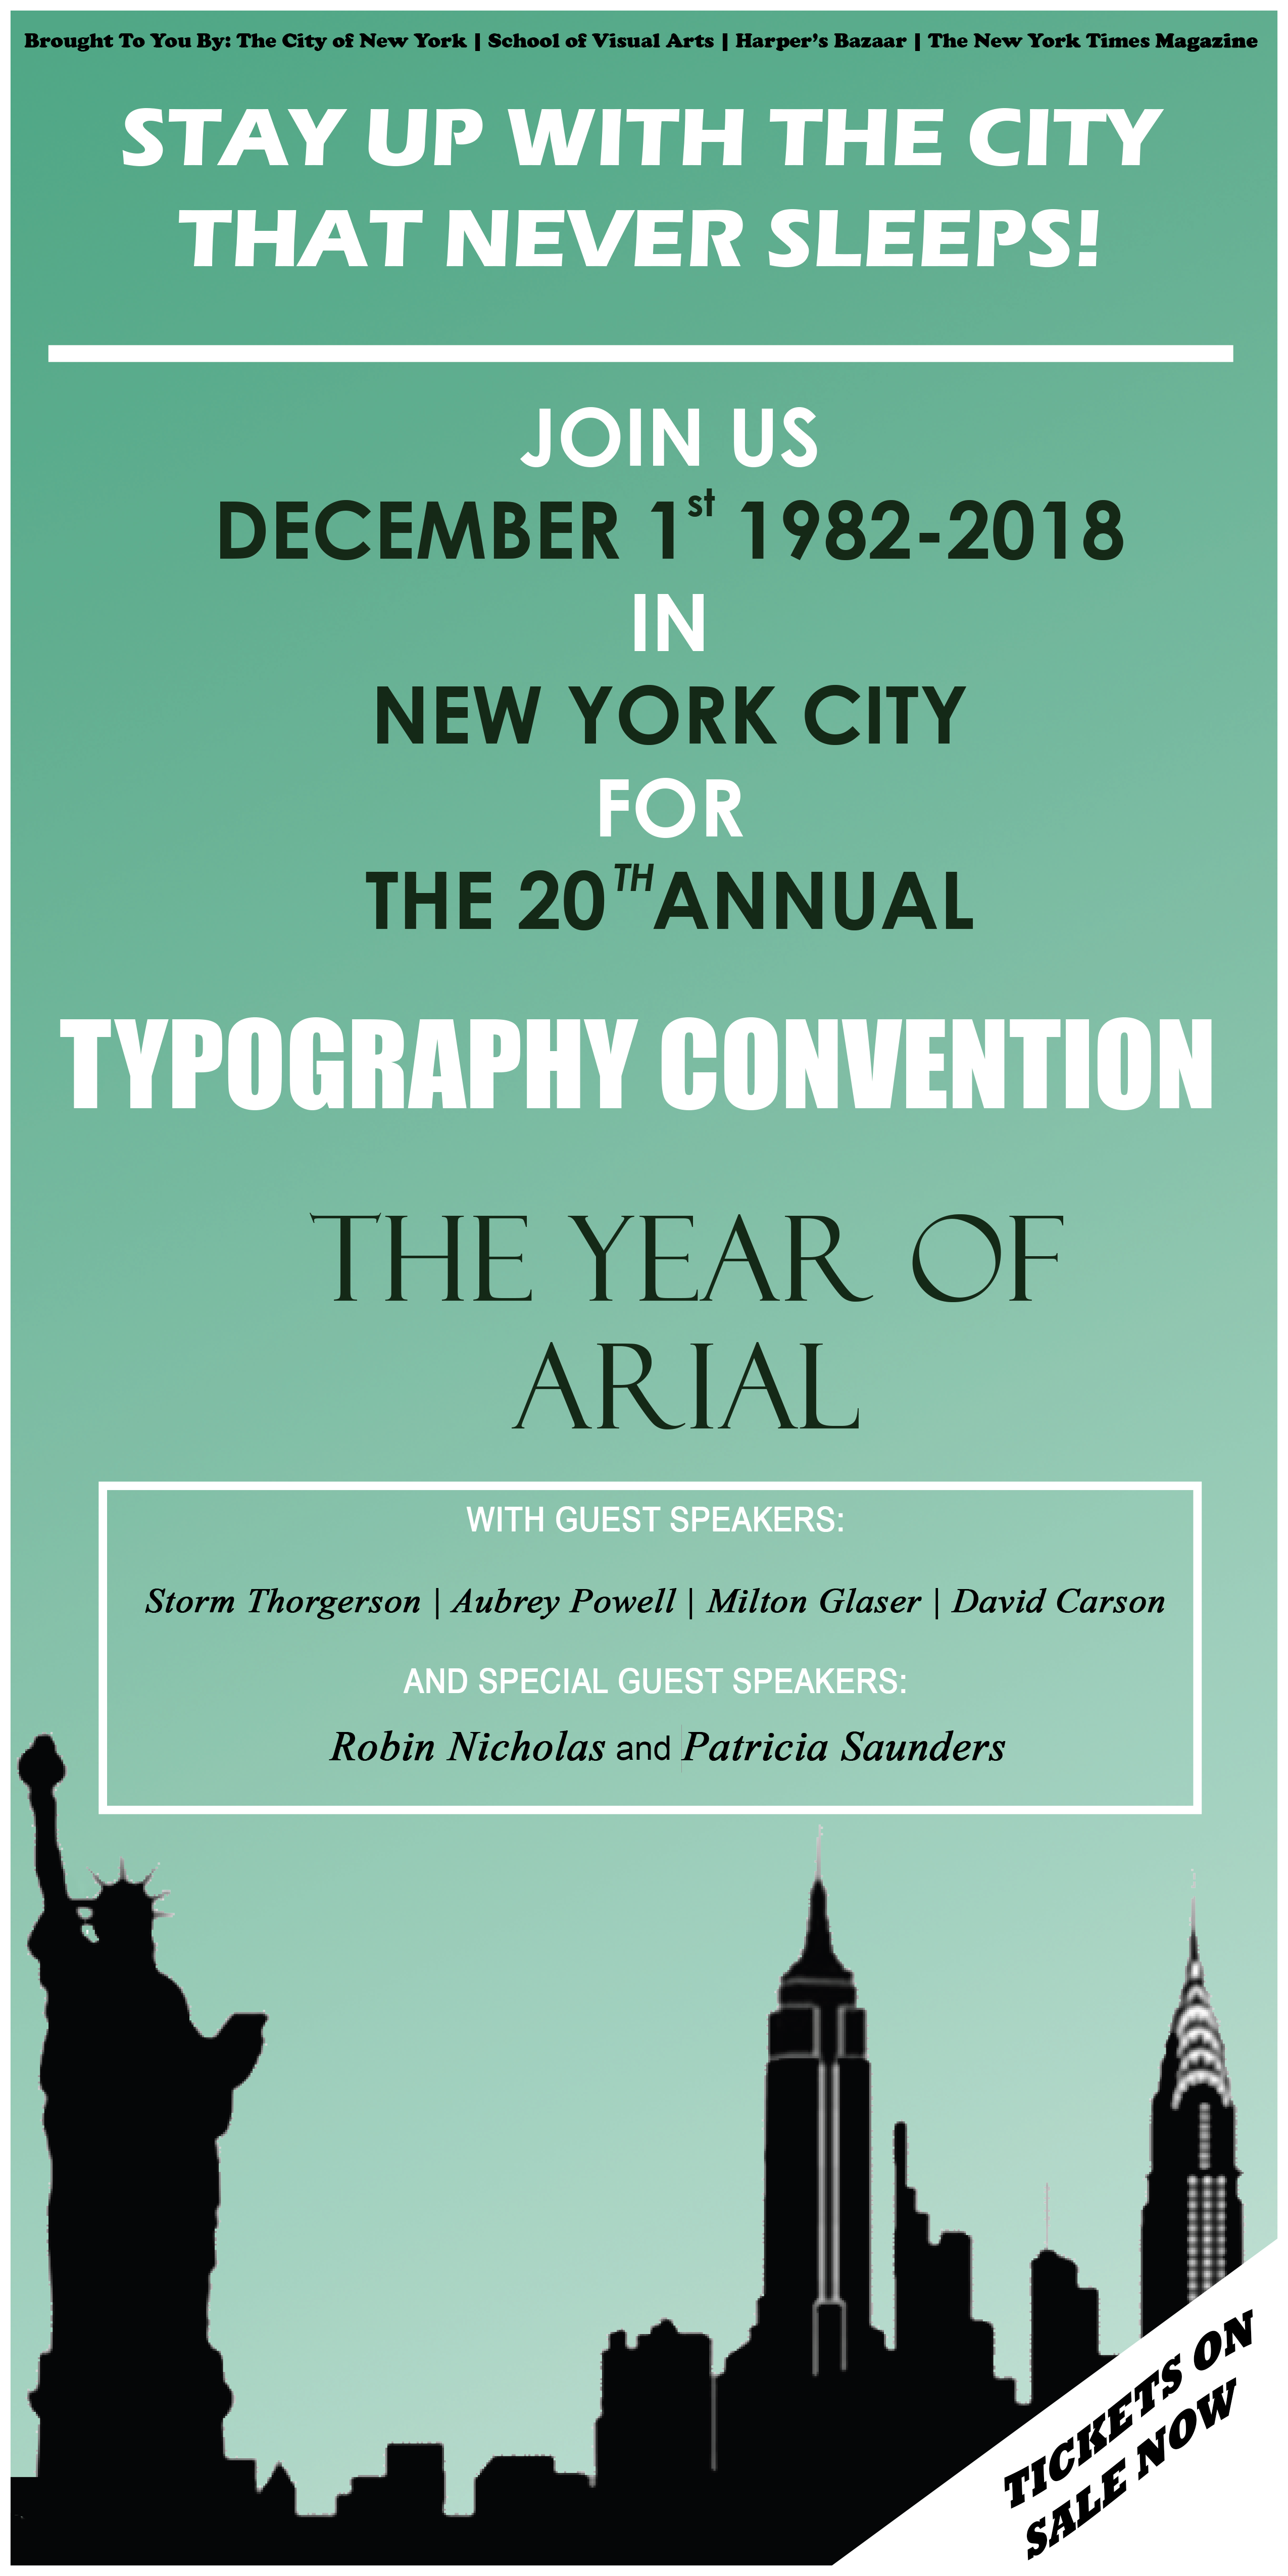 Brought To You By: The City of New York | School of Visual Arts | Harper’s Bazaar | The New York Times Magazine
STAY UP WITH THE CITY
THAT NEVER SLEEPS!
JOIN US
DECEMBER 1st 1982-2018
IN
NEW YORK CITY
FOR
THE 20TH ANNUAL
TYPOGRAPHY CONVENTION
THE YEAR OF
ARIAL
WITH GUEST SPEAKERS:
Storm Thorgerson | Aubrey Powell | Milton Glaser | David Carson
AND SPECIAL GUEST SPEAKERS:
Robin Nicholas and Patricia Saunders
TICKETS ON
SALE NOW